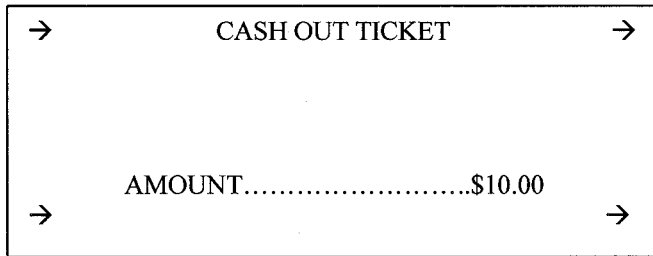 → CASH OUT TICKET →
AMOUNT..........................$10.00
→ →